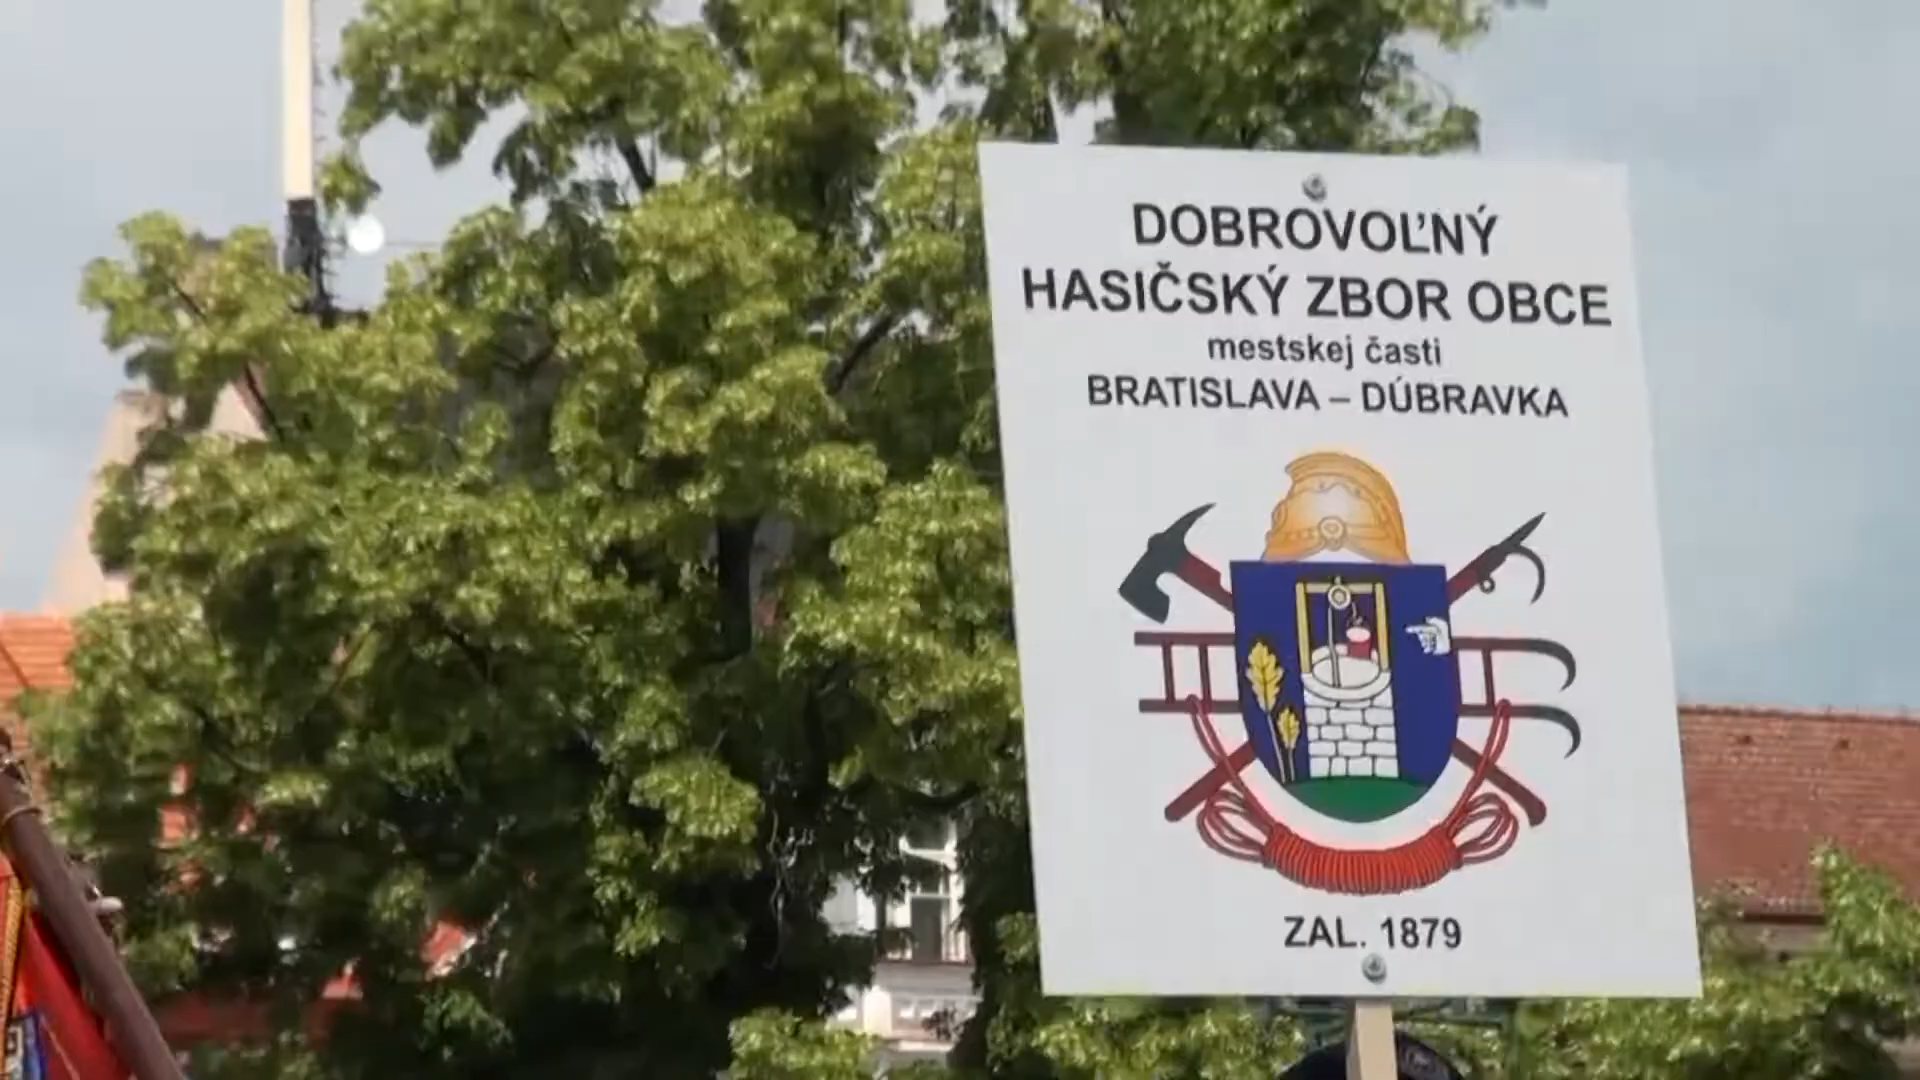 DOBROVOĽNÝ
HASIČSKÝ ZBOR OBCE
mestskej časti
BRATISLAVA – DÚBRAVKA
ZAL. 1879